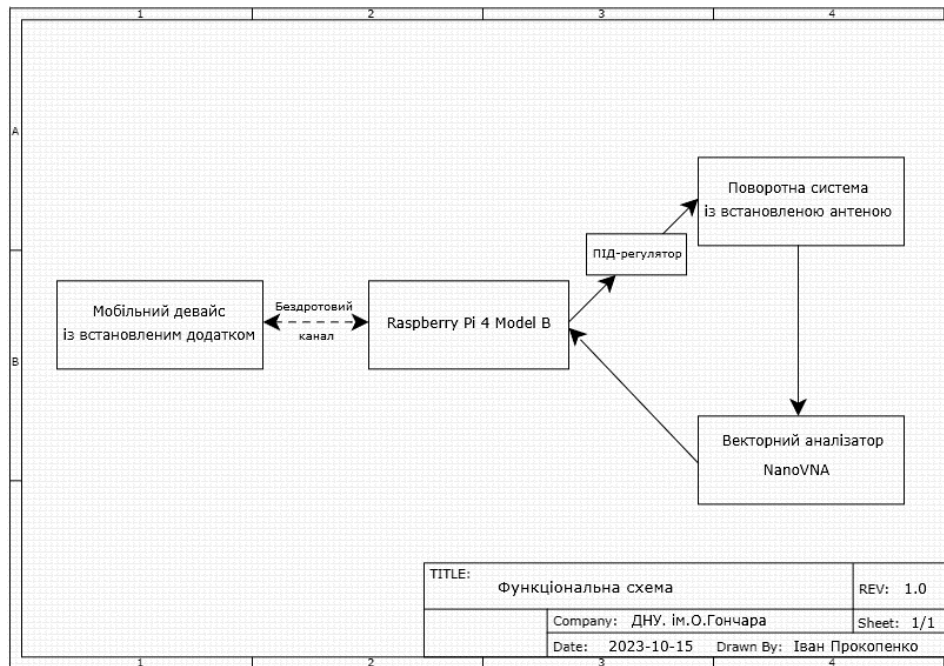 1 2 3 4
A
B
Поворотна система
із встановленою антеною
ПІД-регулятор
Мобільний девайс
із встановленим додатком
Бездротовий
канал
Raspberry Pi 4 Model B
Векторний аналізатор
NanoVNA
TITLE:
Функціональна схема
REV: 1.0
Company: ДНУ. ім.О.Гончара
Sheet: 1/1
Date: 2023-10-15 Drawn By: Іван Прокопенко
1 2 3 4